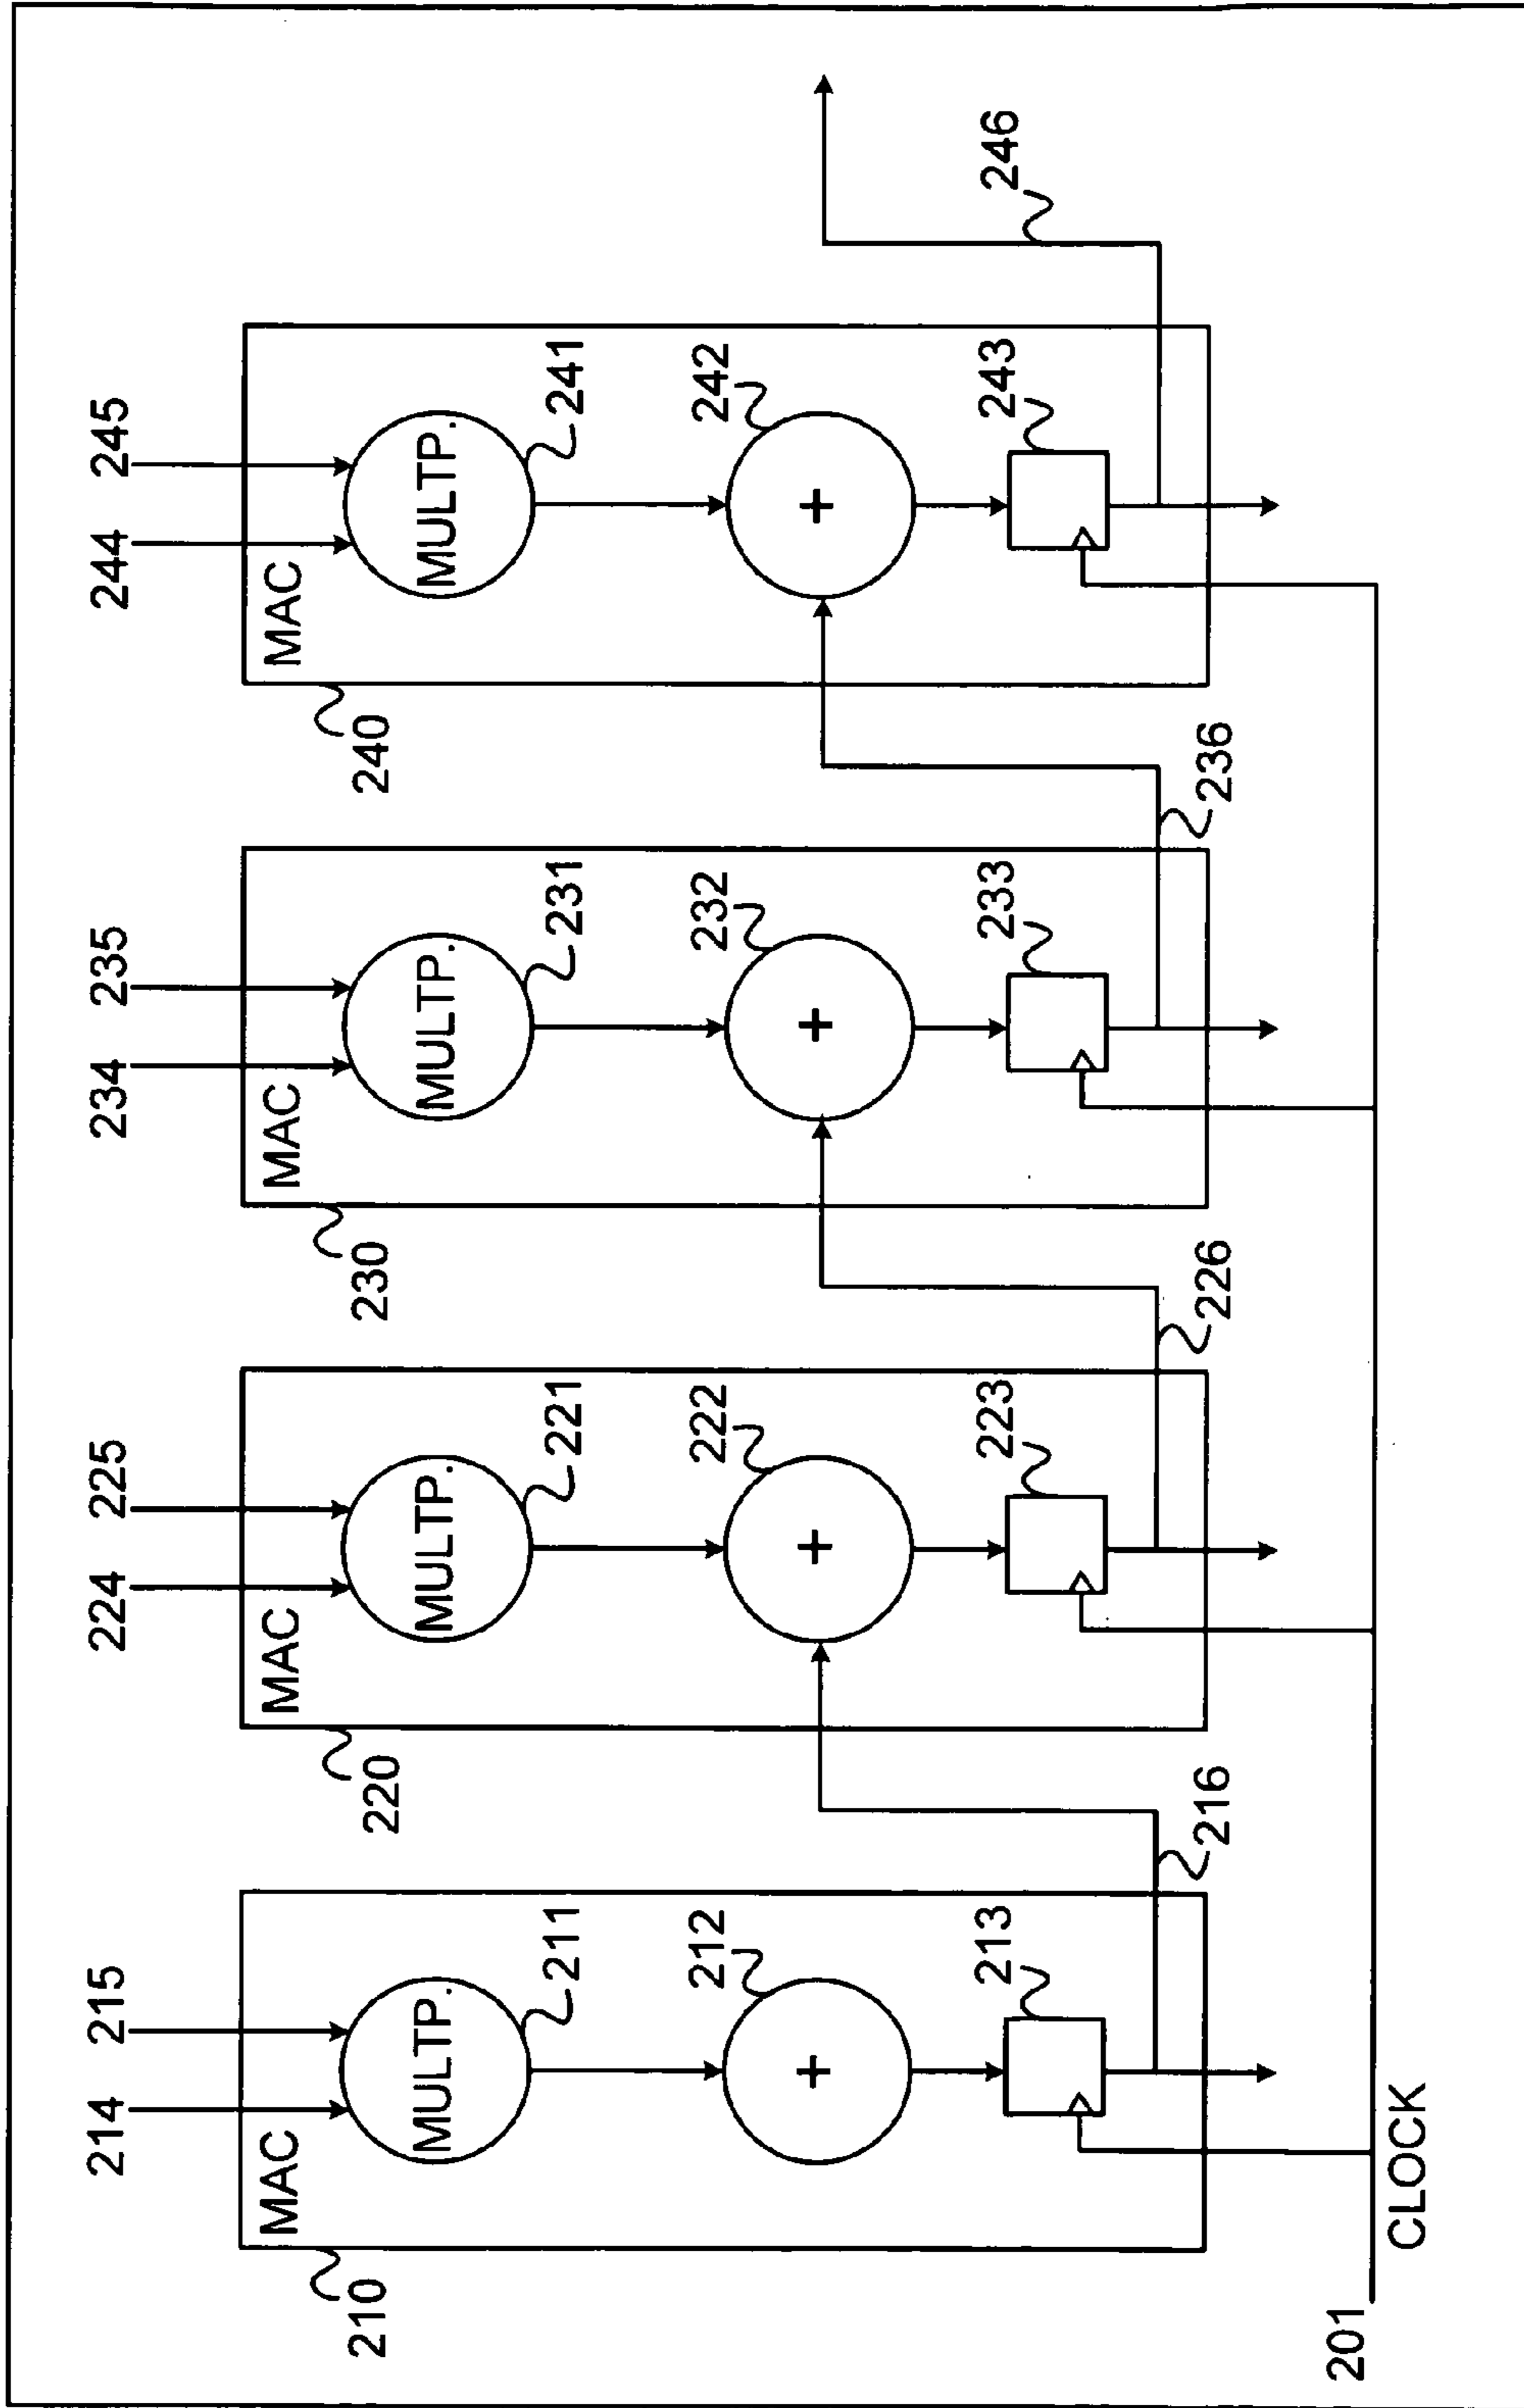 214 215 224 225 234 235 244 245
MAC MAC MAC MAC
210 220 230 240
MULTP. MULTP. MULTP. MULTP.
211 221 231 241
212 222 232 242
+ + + +
213 223 233 243 246
216 226 236
201
CLOCK